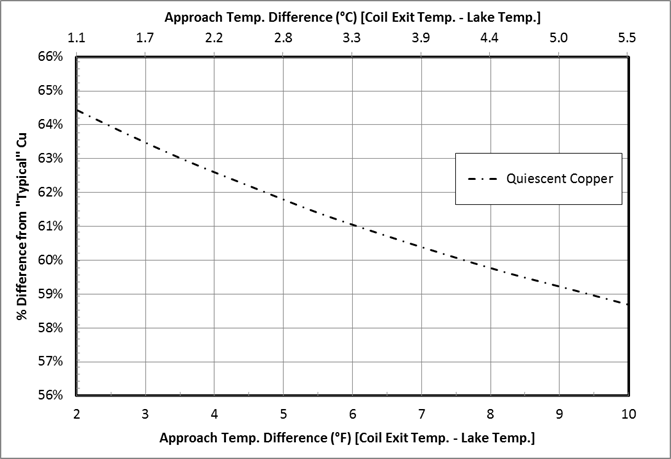 Approach Temp. Difference (°C) [Coil Exit Temp. - Lake Temp.]
1.1 1.7 2.2 2.8 3.3 3.9 4.4 5.0 5.5
66%
65%
64%
63%
62%
61%
60%
59%
58%
57%
56%
% Difference from "Typical" Cu
Quiescent Copper
2 3 4 5 6 7 8 9 10
Approach Temp. Difference (°F) [Coil Exit Temp. - Lake Temp.]